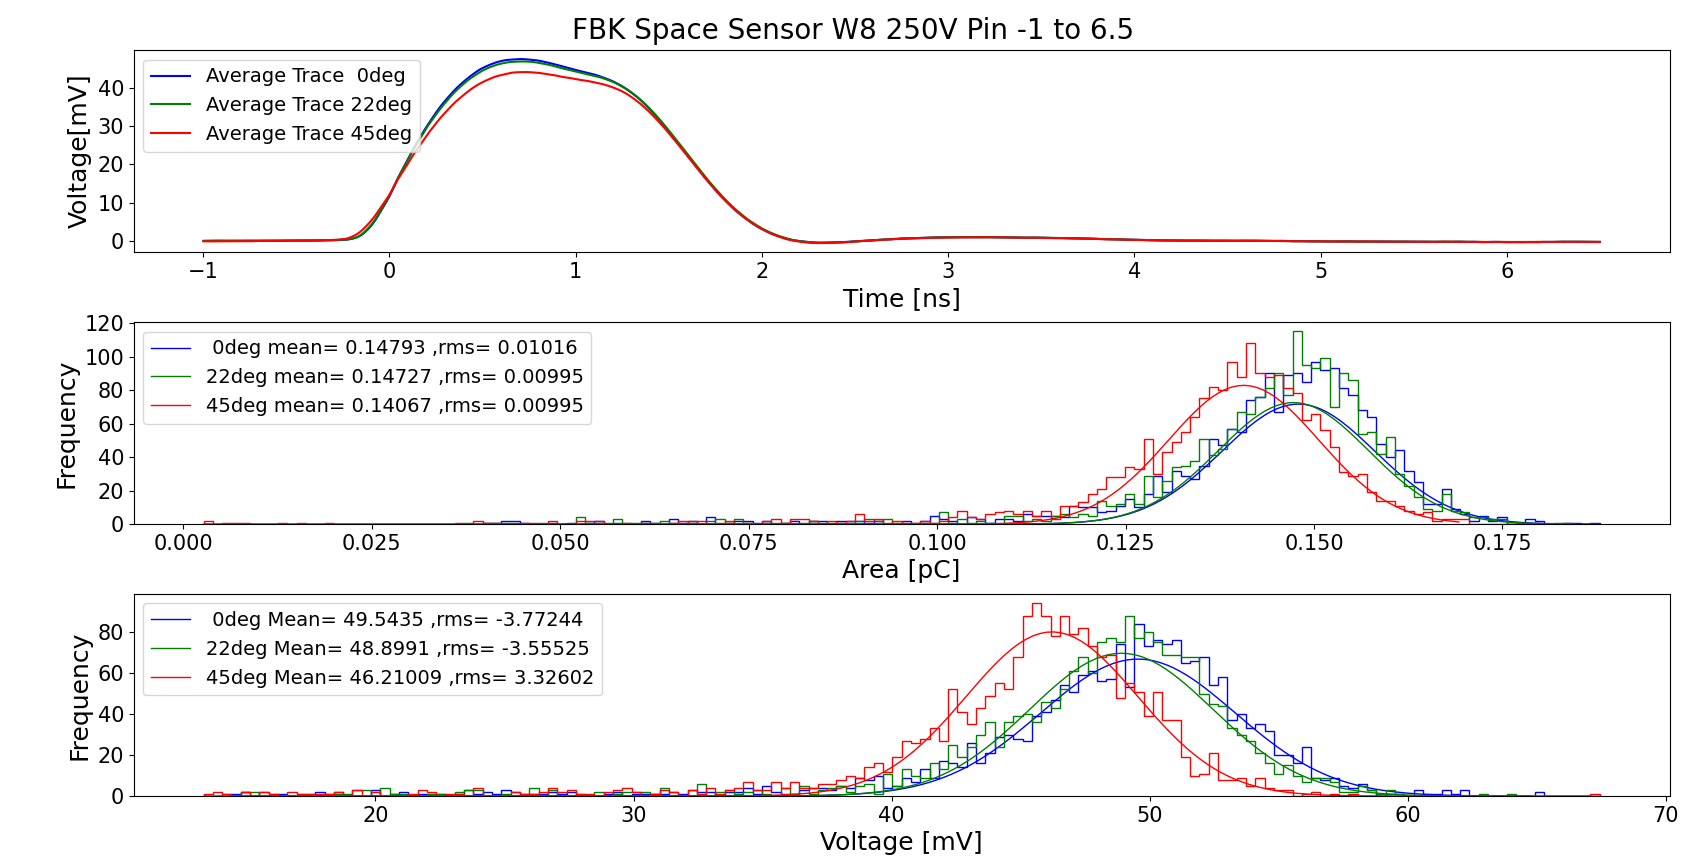 FBK Space Sensor W8 250V Pin -1 to 6.5
Average Trace  0deg
Average Trace 22deg
Average Trace 45deg
Voltage[mV]
40
30
20
10
0
−1 0 1 2 3 4 5 6
Time [ns]
0deg mean= 0.14793 ,rms= 0.01016
22deg mean= 0.14727 ,rms= 0.00995
45deg mean= 0.14067 ,rms= 0.00995
Frequency
120
100
80
60
40
20
0
0.000 0.025 0.050 0.075 0.100 0.125 0.150 0.175
Area [pC]
0deg Mean= 49.5435 ,rms= -3.77244
22deg Mean= 48.8991 ,rms= -3.55525
45deg Mean= 46.21009 ,rms= 3.32602
Frequency
80
60
40
20
0
20 30 40 50 60 70
Voltage [mV]